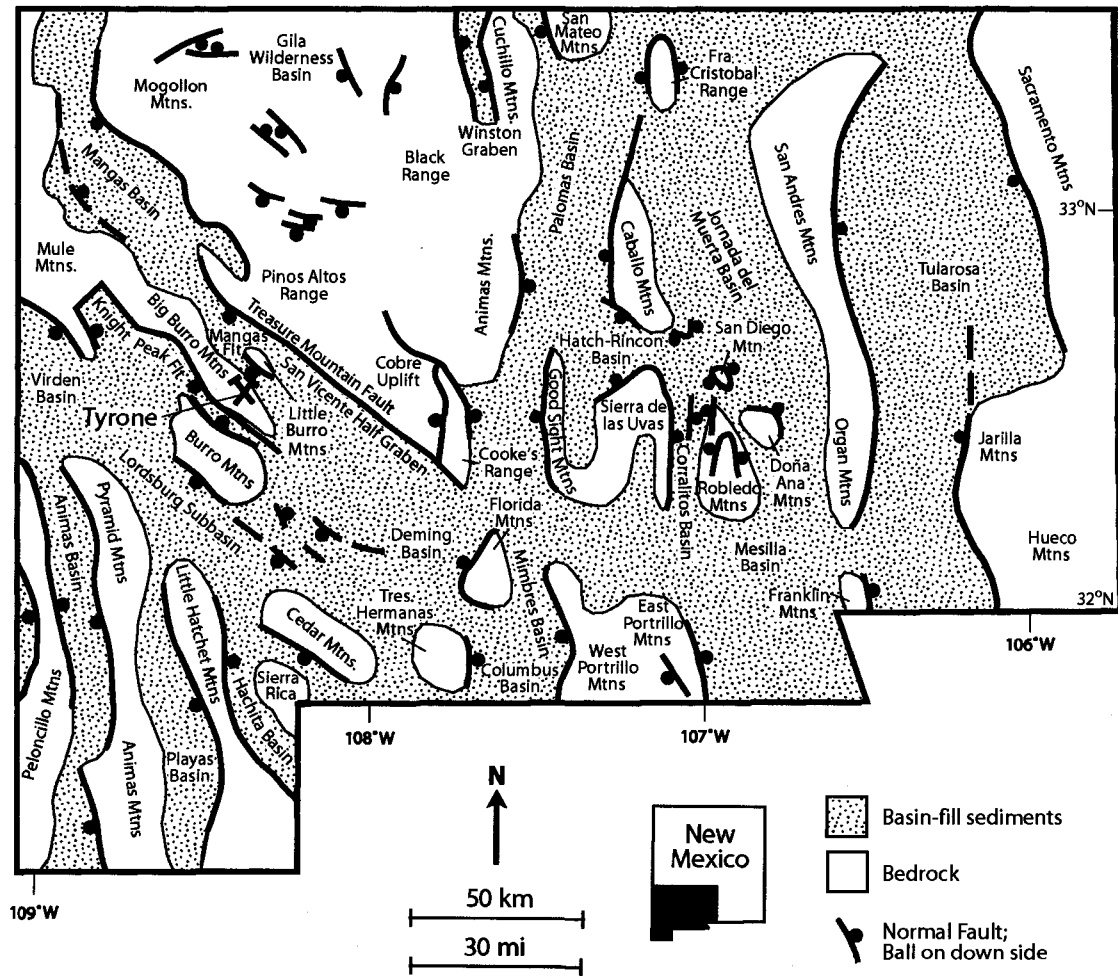 San
Mateo
Mtns
Gila
Wilderness
Basin
Cuchillo Mtns.
Fra
Cristobal
Range
Mogollon
Mtns.
Winston
Graben
Sacramento Mtns
Mangas Basin
Black
Range
Palomas Basin
San Andres Mtns
33°N
Mule
Mtns.
Caballo Mtns
Jornada del
Muerra Basin
Tularosa
Basin
Pinos Altos
Range
Animas Mtns.
Big Burro Mtns
Knight Peak Flt.
Mangas
Flt
Treasure Mountain Fault
San Vicente Half Graben
Hatch-Rincon
Basin
San Diego
Mtn
Virden
Basin
Cobre
Uplift
Good Sight Mtns
Sierra de
las Uvas
Tyrone
Little
Burro
Mtns
Organ Mtns
Jarilla
Mtns
Burro Mtns
Cooke's
Range
Corralitos Basin
Robledo
Mtns
Doña
Ana
Mtns
Lordsburg Subbasin
Animas Basin
Pyramid Mtns
Florida
Mtns
Deming
Basin
Mesilla
Basin
Hueco
Mtns
Little Hatchet Mtns
Mimbres Basin
Franklin
Mtns
32°N
Tres.
Hermanas
Mtns
Cedar Mtns.
East
Portrillo
Mtns
106°W
West
Portrillo
Mtns
Columbus
Basin
Sierra
Rica
Hachita Basin
Peloncillo Mtns
Animas Mtns
Playas
Basin
108°W
107°W
N
New
Mexico
Basin-fill sediments
Bedrock
109°W
50 km
30 mi
Normal Fault;
Ball on down side